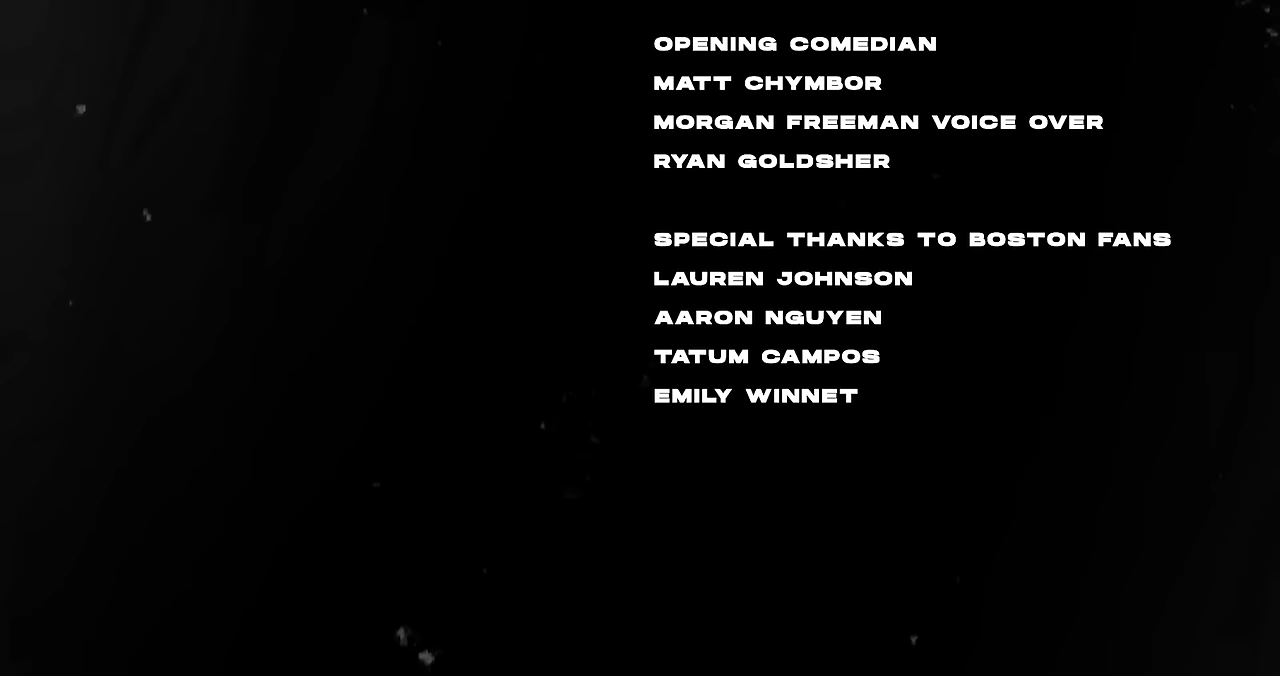 OPENING COMEDIAN
MATT CHYMBOR
MORGAN FREEMAN VOICE OVER
RYAN GOLDSHER
SPECIAL THANKS TO BOSTON FANS
LAUREN JOHNSON
AARON NGUYEN
TATUM CAMPOS
EMILY WINNET